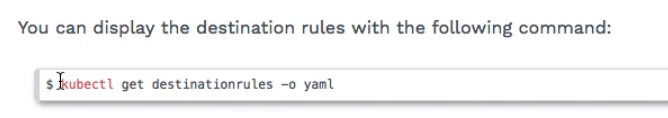 You can display the destination rules with the following command:
$ kubectl get destinationrules -o yaml